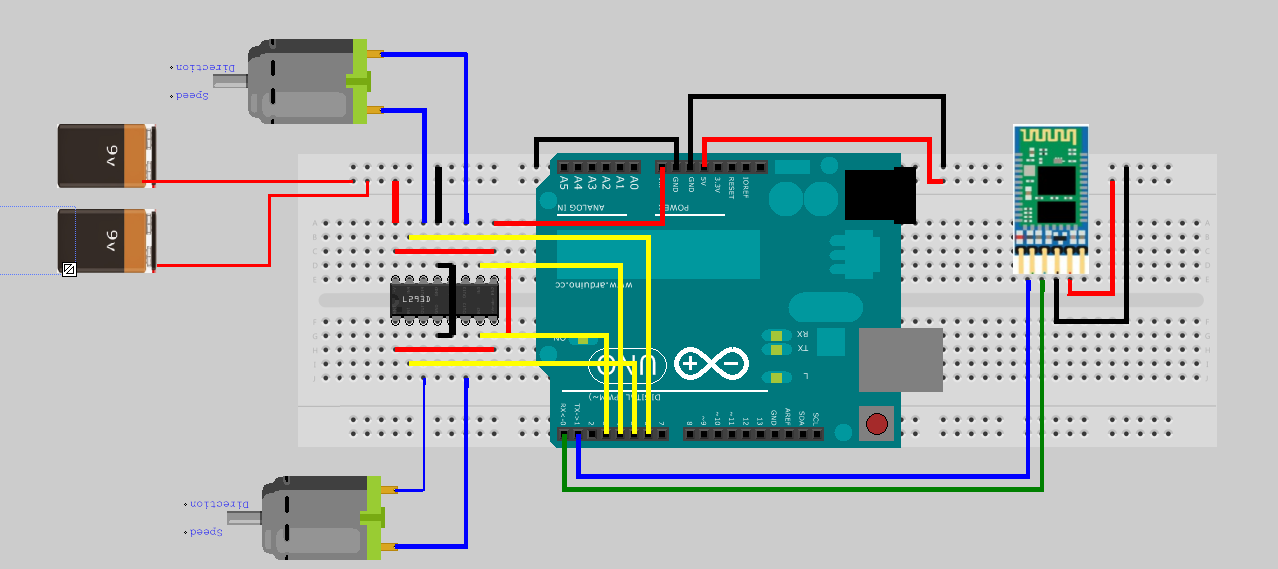 Direction
Speed
9v
9v
A5 A4 A3 A2 A1 A0
GND GND 5V 3.3V RESET IOREF
ANALOG IN
POWER
www.arduino.cc
L293D
ON
RX
TX
L
UNO
DIGITAL (PWM~)
RX<-0 TX->1 2 7 8 ~9 ~10 ~11 12 13 GND AREF SDA SCL
Direction
Speed